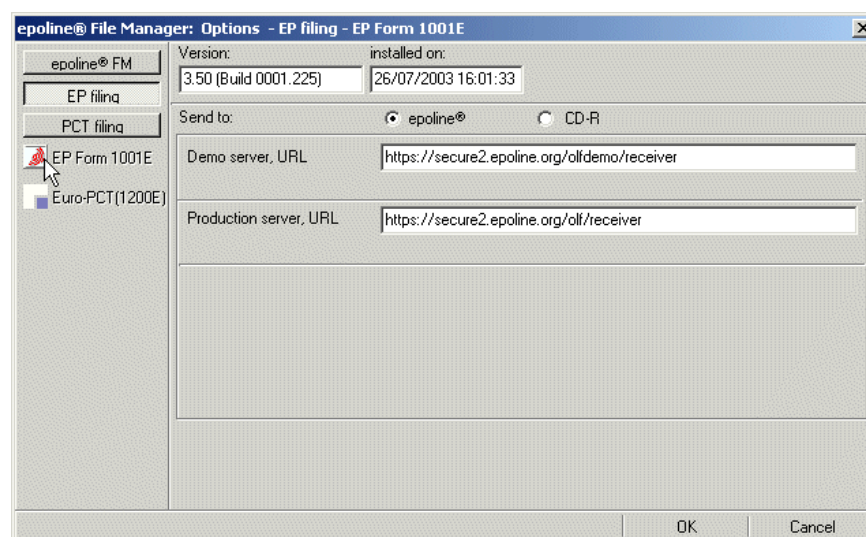 epoline® File Manager: Options - EP filing - EP Form 1001E
epoline® FM
EP filing
PCT filing
EP Form 1001E
Euro-PCT(1200E)
Version:
installed on:
3.50 (Build 0001.225)
26/07/2003 16:01:33
Send to:
epoline®
CD-R
Demo server, URL
https://secure2.epoline.org/olfdemo/receiver
Production server, URL
https://secure2.epoline.org/olf/receiver
OK
Cancel